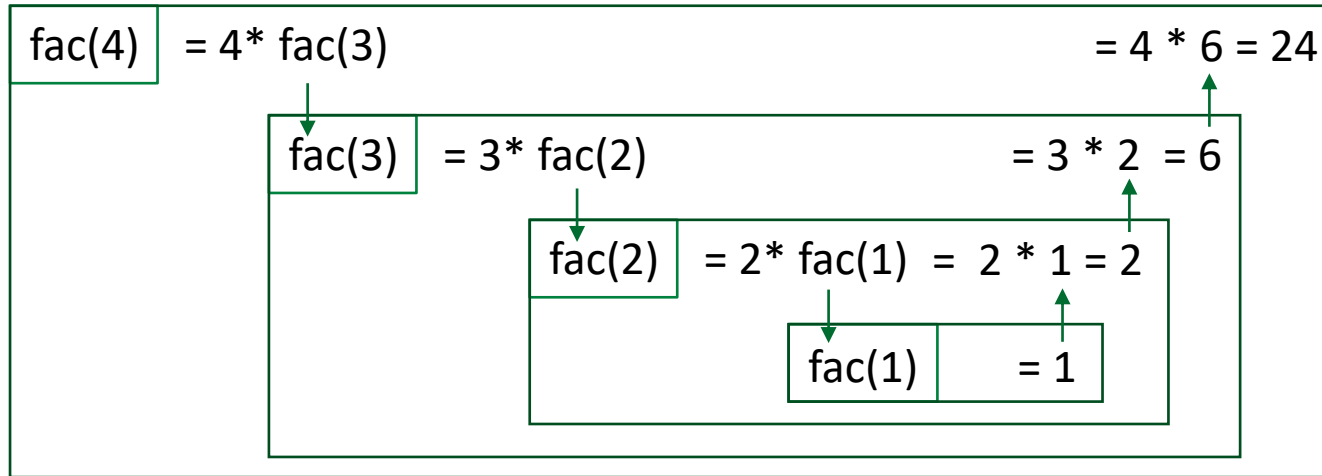 fac(4) = 4* fac(3) = 4 * 6 = 24
fac(3) = 3* fac(2) = 3 * 2 = 6
fac(2) = 2* fac(1) = 2 * 1 = 2
fac(1) = 1